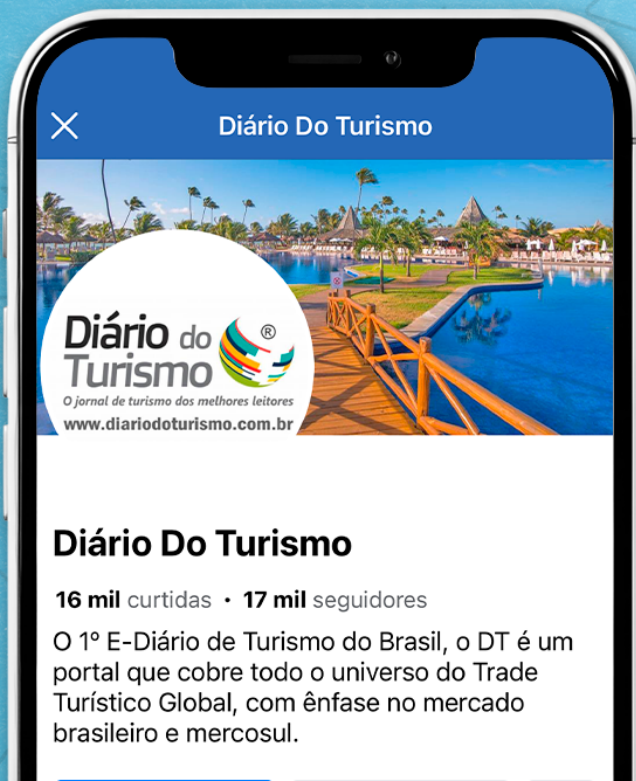 Diário Do Turismo
Diário do
Turismo
®
O jornal de turismo dos melhores leitores
www.diariodoturismo.com.br
Diário Do Turismo
16 mil curtidas • 17 mil seguidores
O 1º E-Diário de Turismo do Brasil, o DT é um
portal que cobre todo o universo do Trade
Turístico Global, com ênfase no mercado
brasileiro e mercosul.